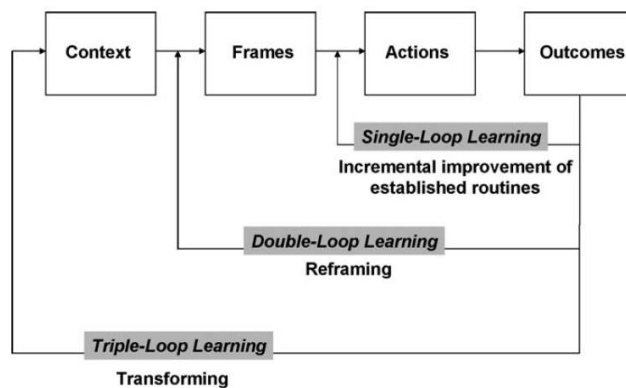 Context
Frames
Actions
Outcomes
Single-Loop Learning
Incremental improvement of
established routines
Double-Loop Learning
Reframing
Triple-Loop Learning
Transforming